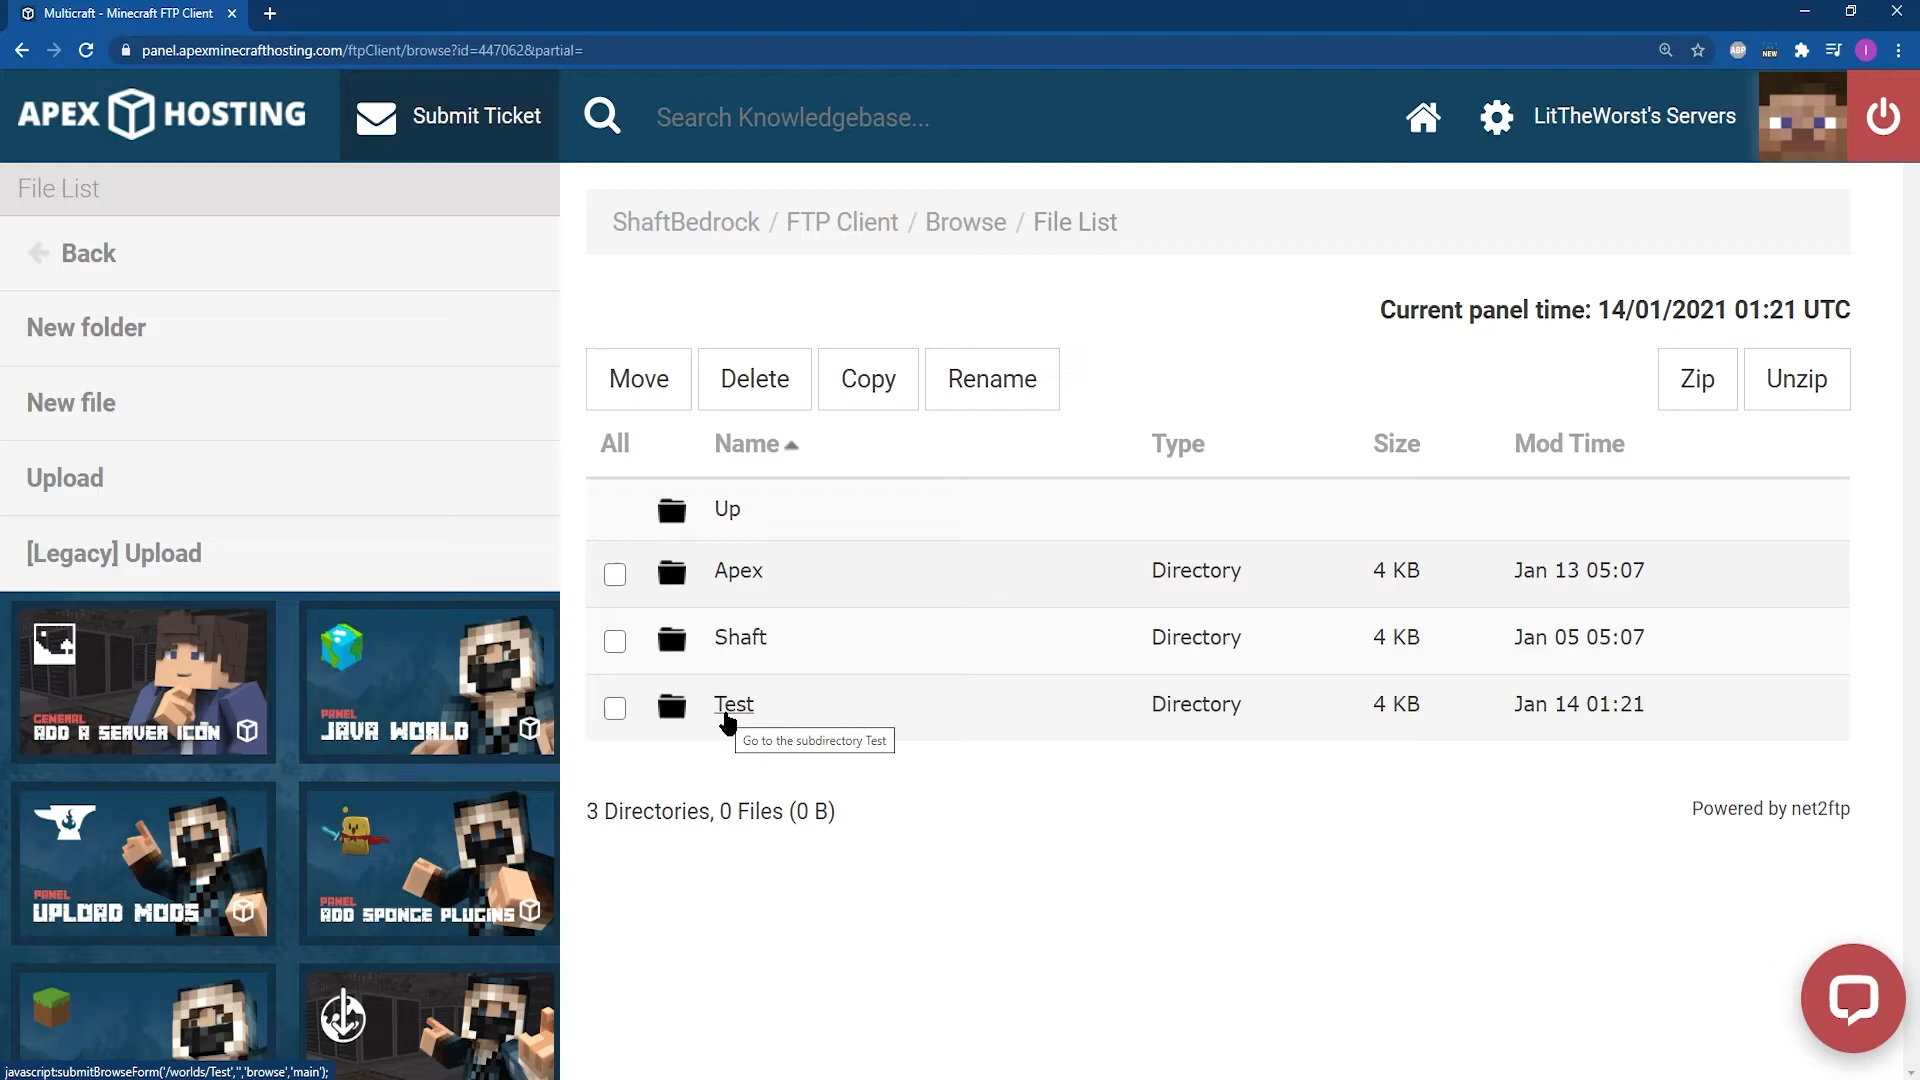 Multicraft - Minecraft FTP Client
panel.apexminecrafthosting.com/ftpClient/browse?id=447062&partial=
ABP
NEW
I
APEX HOSTING
Submit Ticket
Search Knowledgebase...
LitTheWorst's Servers
File List
Back
New folder
New file
Upload
[Legacy] Upload
GENERAL
ADD A SERVER ICON
PANEL
JAVA WORLD
PANEL
UPLOAD MODS
PANEL
ADD SPONGE PLUGINS
ShaftBedrock / FTP Client / Browse / File List
Current panel time: 14/01/2021 01:21 UTC
Move Delete Copy Rename Zip Unzip
All Name Type Size Mod Time
Up
Apex Directory 4 KB Jan 13 05:07
Shaft Directory 4 KB Jan 05 05:07
Test Directory 4 KB Jan 14 01:21
Go to the subdirectory Test
3 Directories, 0 Files (0 B)
Powered by net2ftp
javascript:submitBrowseForm('/worlds/Test','','browse','main');